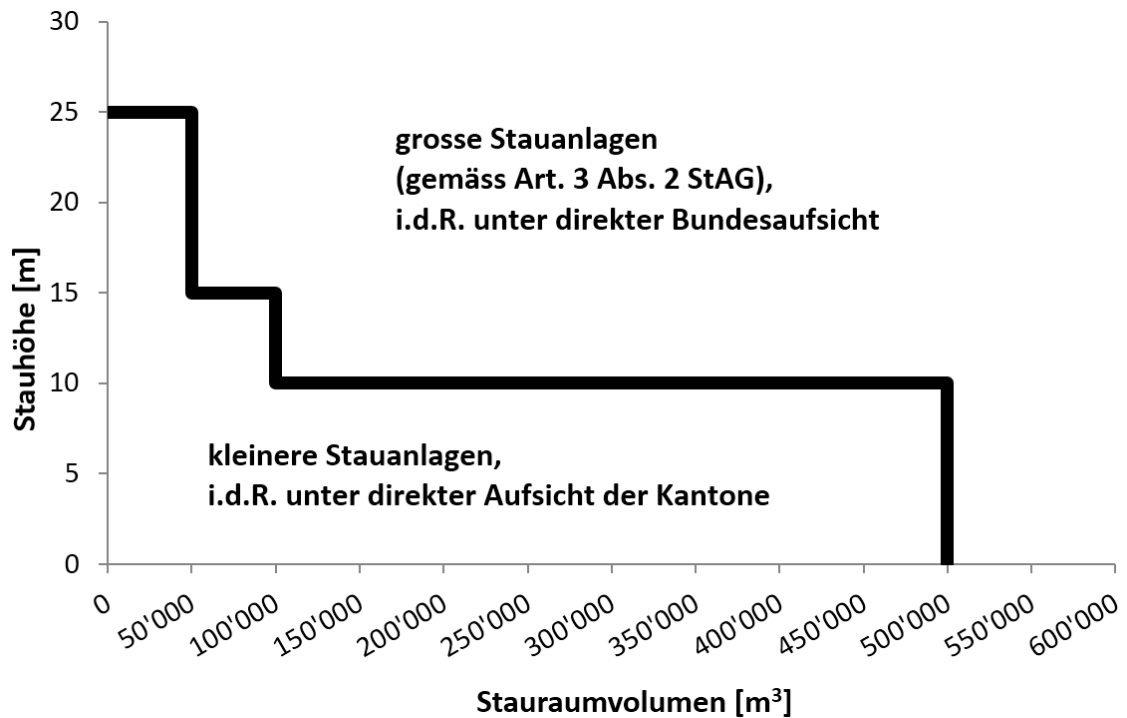 30
25
20
15
10
5
0
Stauhöhe [m]
grosse Stauanlagen
(gemäss Art. 3 Abs. 2 StAG),
i.d.R. unter direkter Bundesaufsicht
kleinere Stauanlagen,
i.d.R. unter direkter Aufsicht der Kantone
0
50'000
100'000
150'000
200'000
250'000
300'000
350'000
400'000
450'000
500'000
550'000
600'000
Stauraumvolumen [m³]